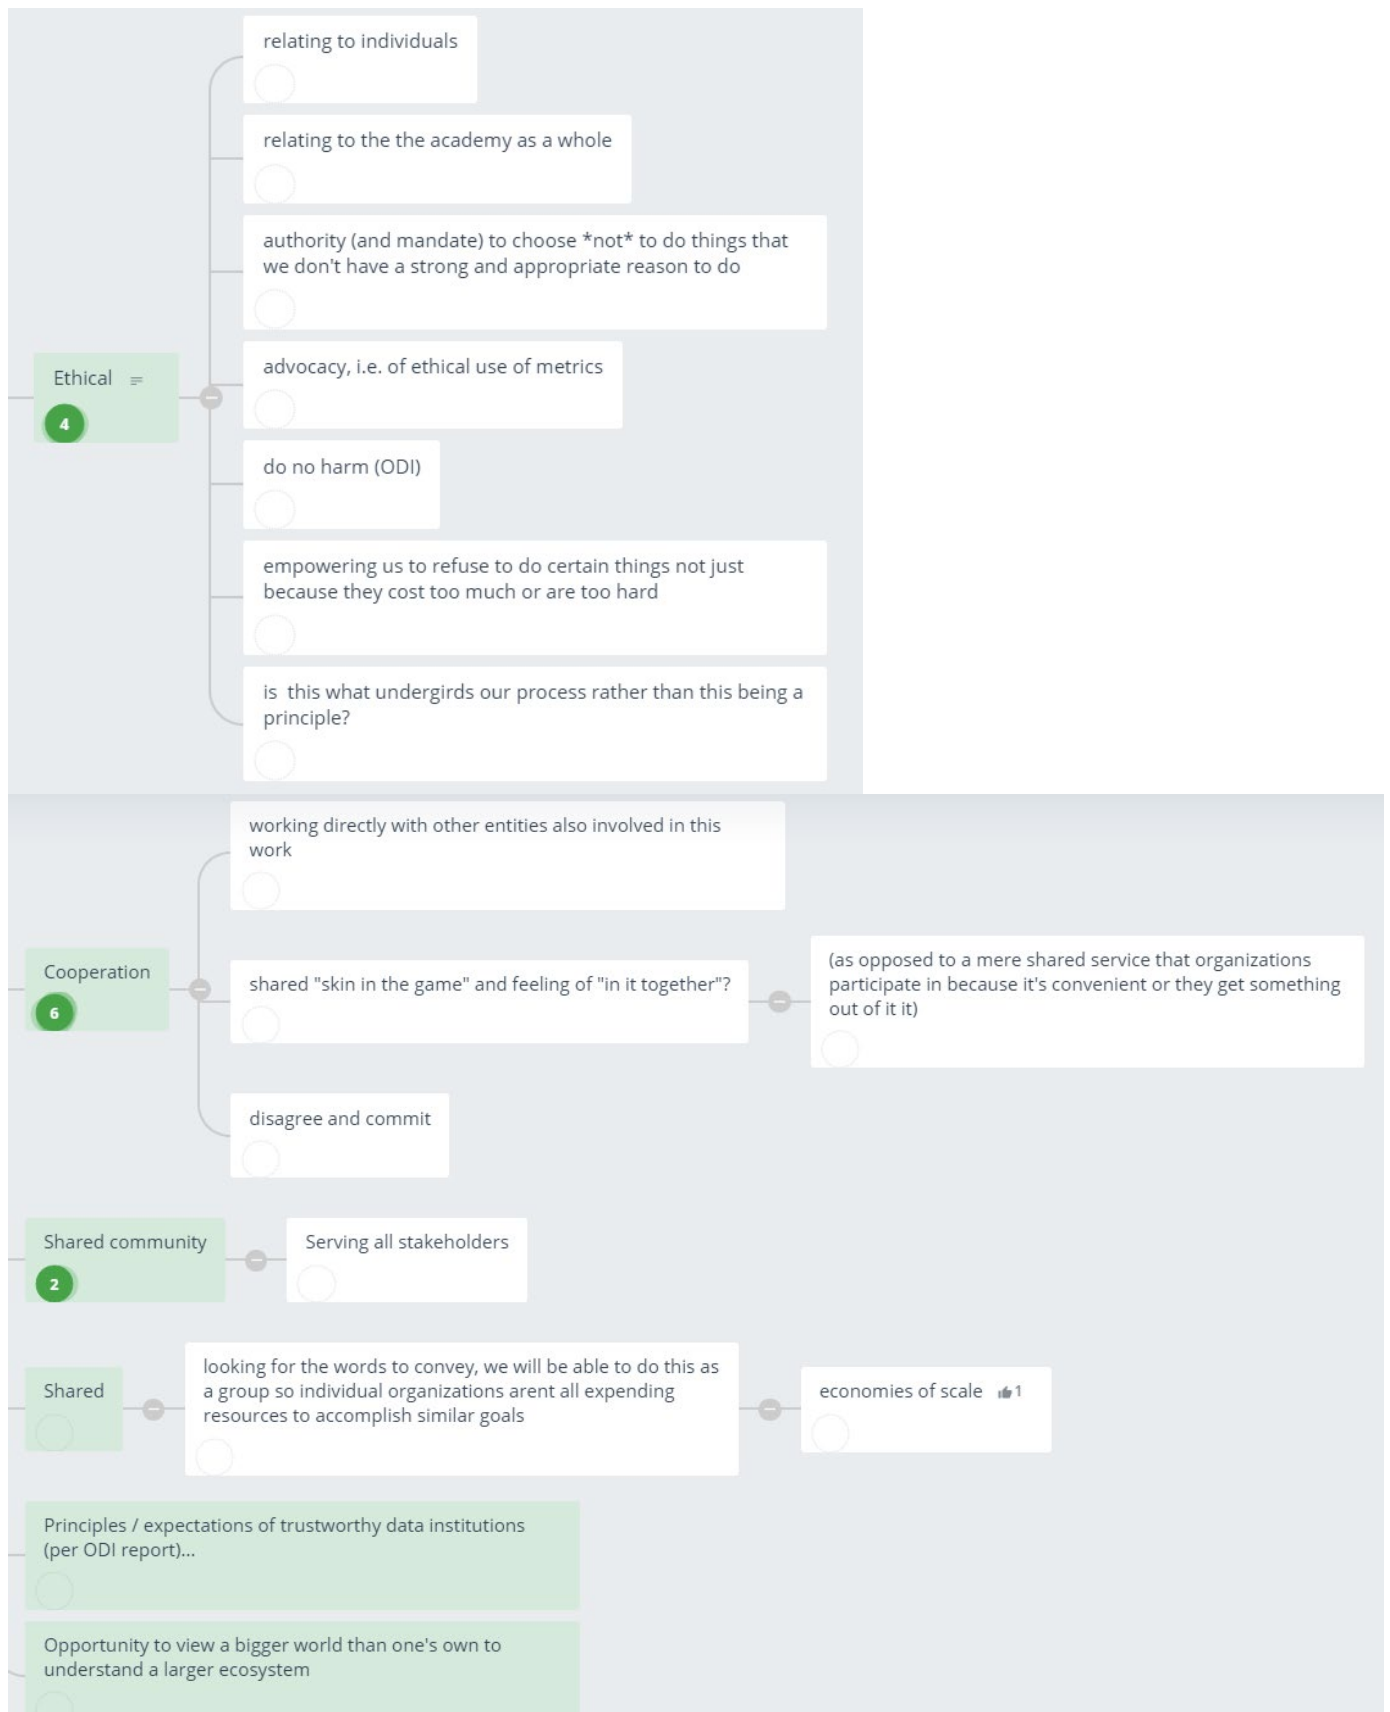 relating to individuals
relating to the the academy as a whole
authority (and mandate) to choose *not* to do things that
we don't have a strong and appropriate reason to do
Ethical
4
advocacy, i.e. of ethical use of metrics
do no harm (ODI)
empowering us to refuse to do certain things not just
because they cost too much or are too hard
is  this what undergirds our process rather than this being a
principle?
Cooperation
6
working directly with other entities also involved in this
work
shared "skin in the game" and feeling of "in it together"?
(as opposed to a mere shared service that organizations
participate in because it's convenient or they get something
out of it it)
disagree and commit
Shared community
2
Serving all stakeholders
Shared
looking for the words to convey, we will be able to do this as
a group so individual organizations arent all expending
resources to accomplish similar goals
economies of scale 1
Principles / expectations of trustworthy data institutions
(per ODI report)...
Opportunity to view a bigger world than one's own to
understand a larger ecosystem